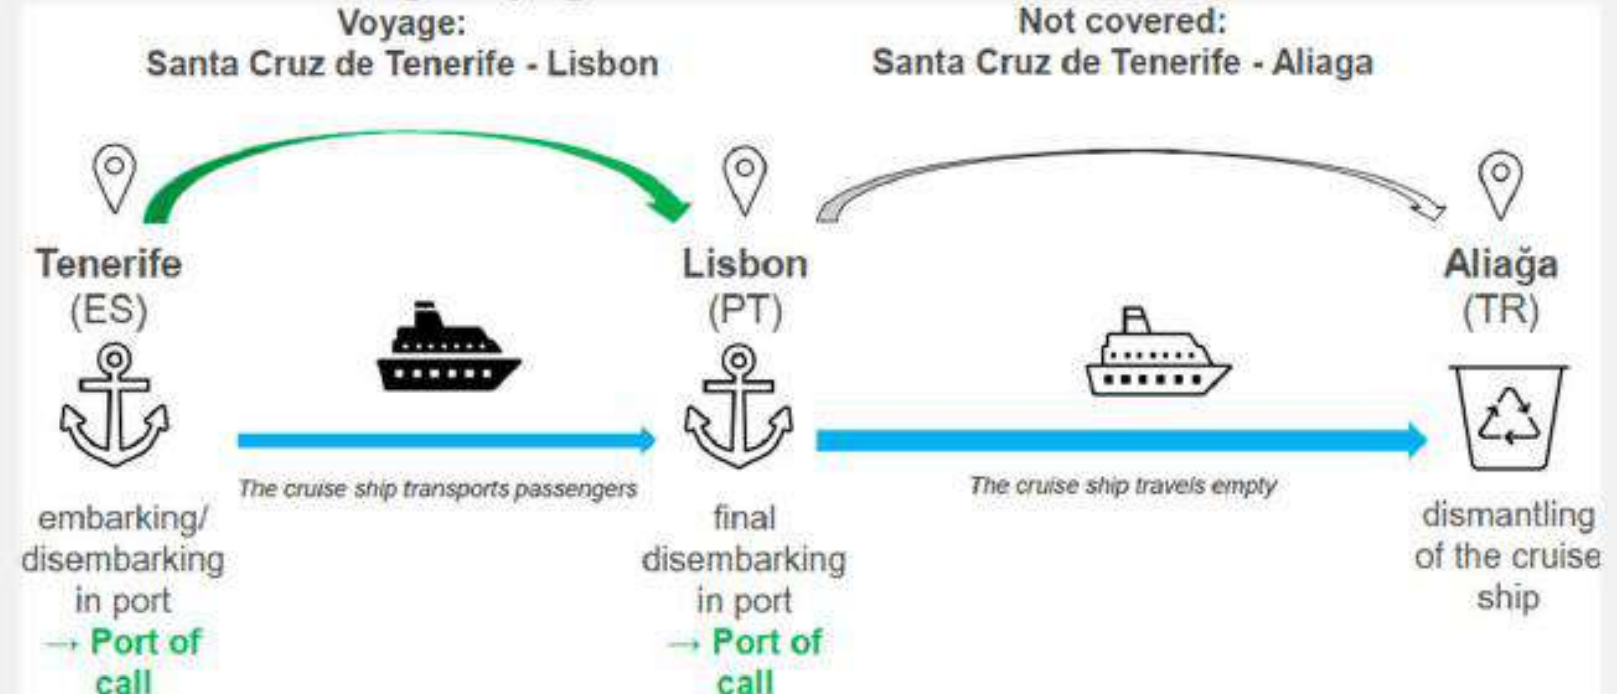 Voyage:
Santa Cruz de Tenerife - Lisbon
Not covered:
Santa Cruz de Tenerife - Aliaga
Tenerife
(ES)
Lisbon
(PT)
Aliağa
(TR)
The cruise ship transports passengers
The cruise ship travels empty
embarking/
disembarking
in port
→ Port of
call
final
disembarking
in port
→ Port of
call
dismantling
of the cruise
ship